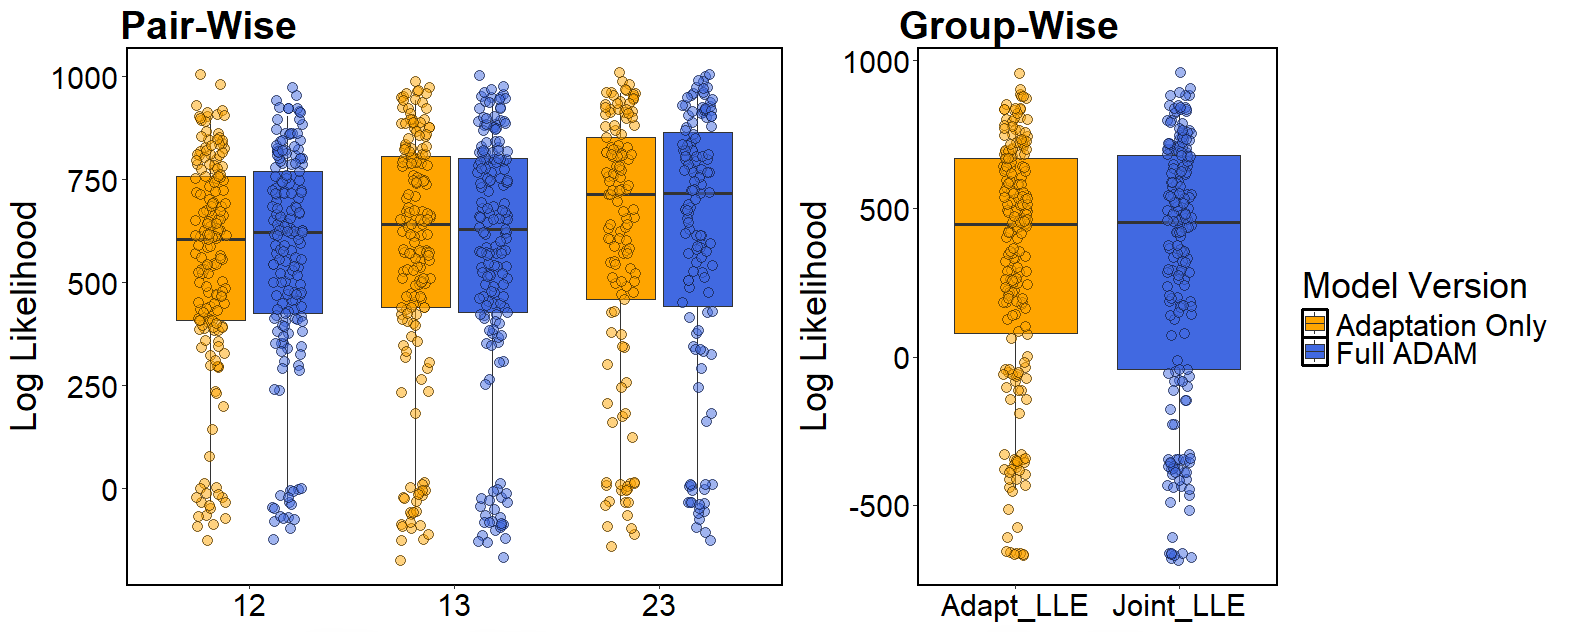 Pair-Wise
Log Likelihood
1000
750
500
250
0
12
13
23
Group-Wise
Log Likelihood
1000
500
0
-500
Adapt_LLE
Joint_LLE
Model Version
Adaptation Only
Full ADAM